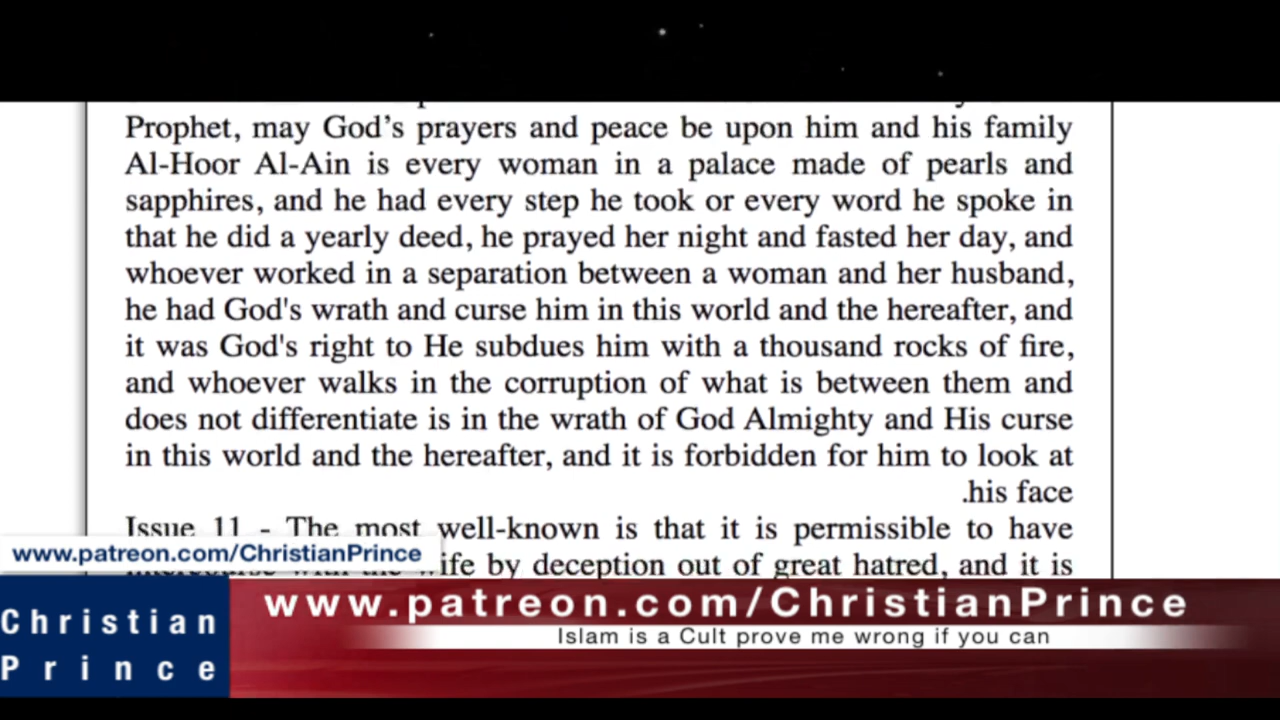 Prophet, may God's prayers and peace be upon him and his family
Al-Hoor Al-Ain is every woman in a palace made of pearls and
sapphires, and he had every step he took or every word he spoke in
that he did a yearly deed, he prayed her night and fasted her day, and
whoever worked in a separation between a woman and her husband,
he had God's wrath and curse him in this world and the hereafter, and
it was God's right to He subdues him with a thousand rocks of fire,
and whoever walks in the corruption of what is between them and
does not differentiate is in the wrath of God Almighty and His curse
in this world and the hereafter, and it is forbidden for him to look at
.his face
Issue 11 - The most well-known is that it is permissible to have
with the wife by deception out of great hatred, and it is
www.patreon.com/ChristianPrince
Christian
Prince
www.patreon.com/ChristianPrince
Islam is a Cult prove me wrong if you can